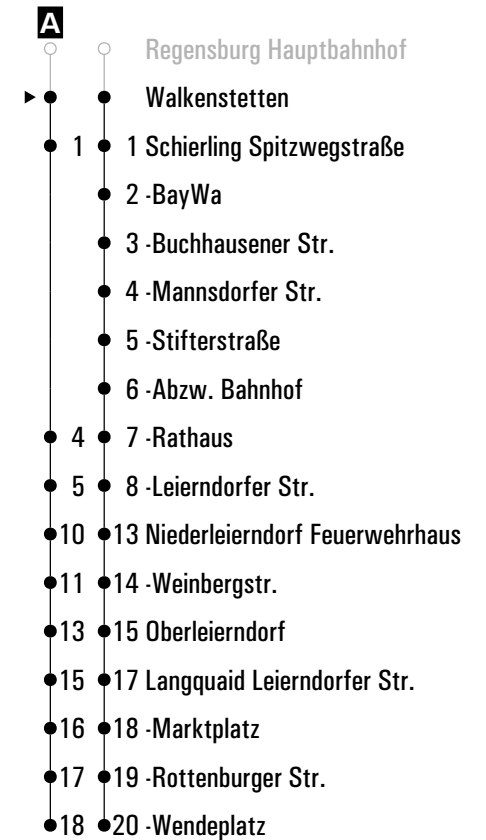 A
Regensburg Hauptbahnhof
Walkenstetten
1 1 Schierling Spitzwegstraße
2 -BayWa
3 -Buchhausener Str.
4 -Mannsdorfer Str.
5 -Stifterstraße
6 -Abzw. Bahnhof
4 7 -Rathaus
5 8 -Leierndorfer Str.
10 13 Niederleierndorf Feuerwehrhaus
11 14 -Weinbergstr.
13 15 Oberleierndorf
15 17 Langquaid Leierndorfer Str.
16 18 -Marktplatz
17 19 -Rottenburger Str.
18 20 -Wendeplatz